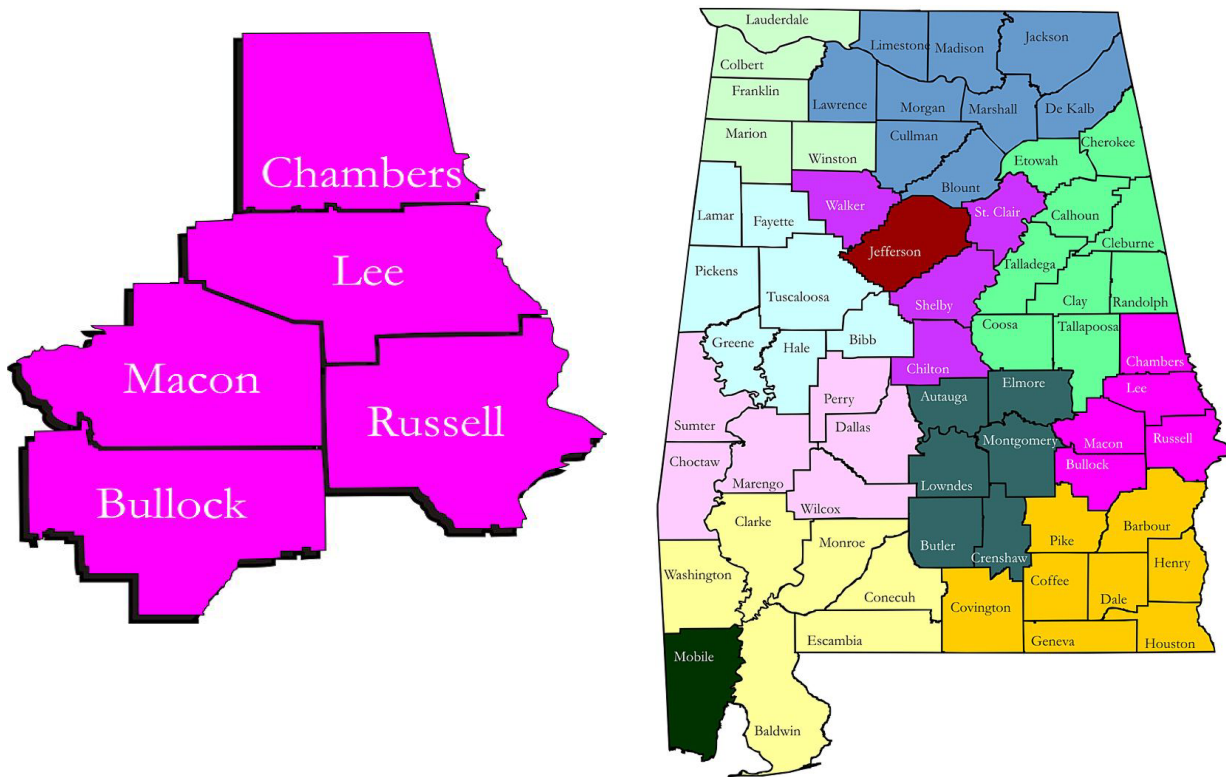 Chambers
Lee
Macon
Russell
Bullock
Lauderdale
Limestone
Madison
Jackson
Colbert
Franklin
Lawrence
Morgan
Marshall
De Kalb
Marion
Winston
Cullman
Cherokee
Etowah
Blount
Lamar
Fayette
Walker
St. Clair
Calhoun
Jefferson
Cleburne
Pickens
Talladega
Tuscaloosa
Clay
Randolph
Shelby
Greene
Hale
Bibb
Coosa
Tallapoosa
Chambers
Chilton
Perry
Autauga
Elmore
Lee
Sumter
Dallas
Montgomery
Macon
Russell
Choctaw
Marengo
Lowndes
Bullock
Wilcox
Clarke
Monroe
Butler
Crenshaw
Pike
Barbour
Washington
Conecuh
Covington
Coffee
Dale
Henry
Escambia
Geneva
Houston
Mobile
Baldwin